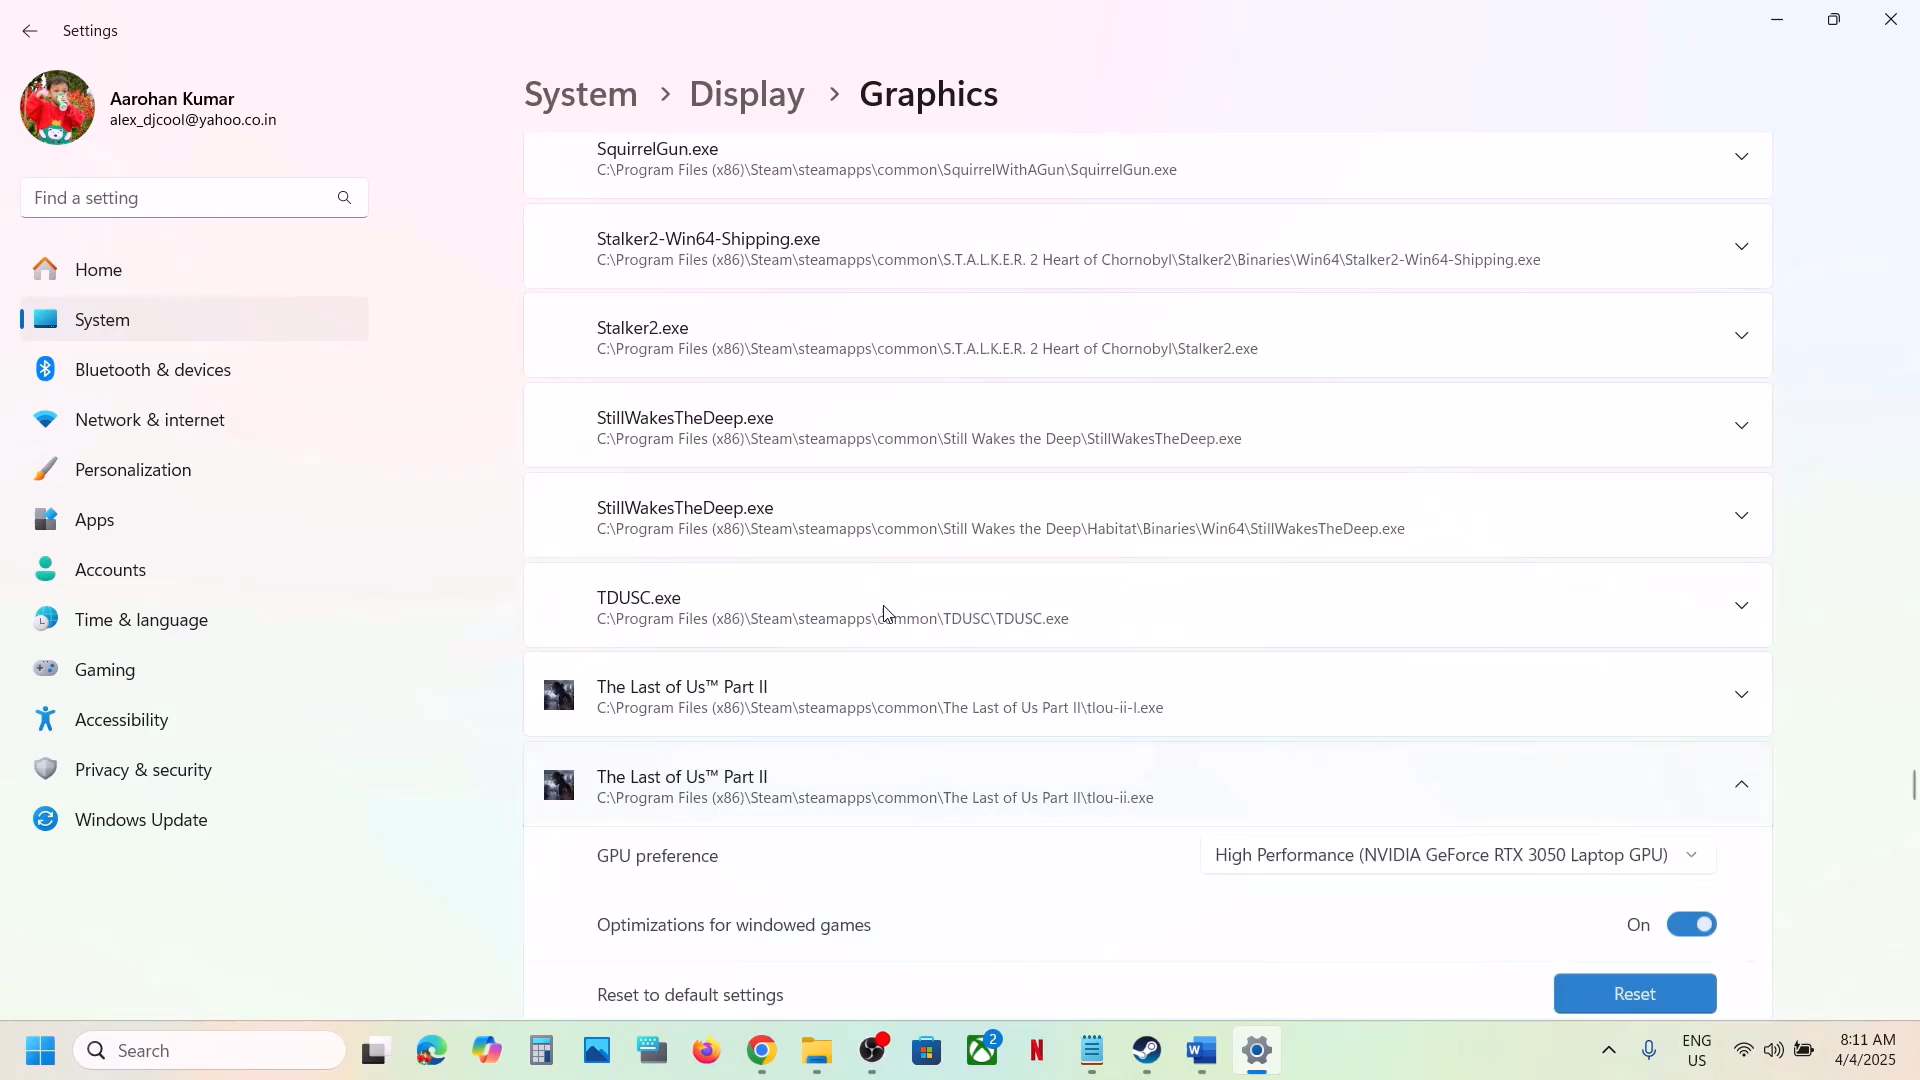 Settings
Aarohan Kumar
alex_djcool@yahoo.co.in
Find a setting
Home
System
Bluetooth & devices
Network & internet
Personalization
Apps
Accounts
Time & language
Gaming
Accessibility
Privacy & security
Windows Update
System > Display > Graphics
SquirrelGun.exe
C:\Program Files (x86)\Steam\steamapps\common\SquirrelWithAGun\SquirrelGun.exe
Stalker2-Win64-Shipping.exe
C:\Program Files (x86)\Steam\steamapps\common\S.T.A.L.K.E.R. 2 Heart of Chornobyl\Stalker2\Binaries\Win64\Stalker2-Win64-Shipping.exe
Stalker2.exe
C:\Program Files (x86)\Steam\steamapps\common\S.T.A.L.K.E.R. 2 Heart of Chornobyl\Stalker2.exe
StillWakesTheDeep.exe
C:\Program Files (x86)\Steam\steamapps\common\Still Wakes the Deep\StillWakesTheDeep.exe
StillWakesTheDeep.exe
C:\Program Files (x86)\Steam\steamapps\common\Still Wakes the Deep\Habitat\Binaries\Win64\StillWakesTheDeep.exe
TDUSC.exe
C:\Program Files (x86)\Steam\steamapps\common\TDUSC\TDUSC.exe
The Last of Us™ Part II
C:\Program Files (x86)\Steam\steamapps\common\The Last of Us Part II\tlou-ii-l.exe
The Last of Us™ Part II
C:\Program Files (x86)\Steam\steamapps\common\The Last of Us Part II\tlou-ii.exe
GPU preference
High Performance (NVIDIA GeForce RTX 3050 Laptop GPU)
Optimizations for windowed games
On
Reset to default settings
Reset
Search
2
N
ENG
US
8:11 AM
4/4/2025